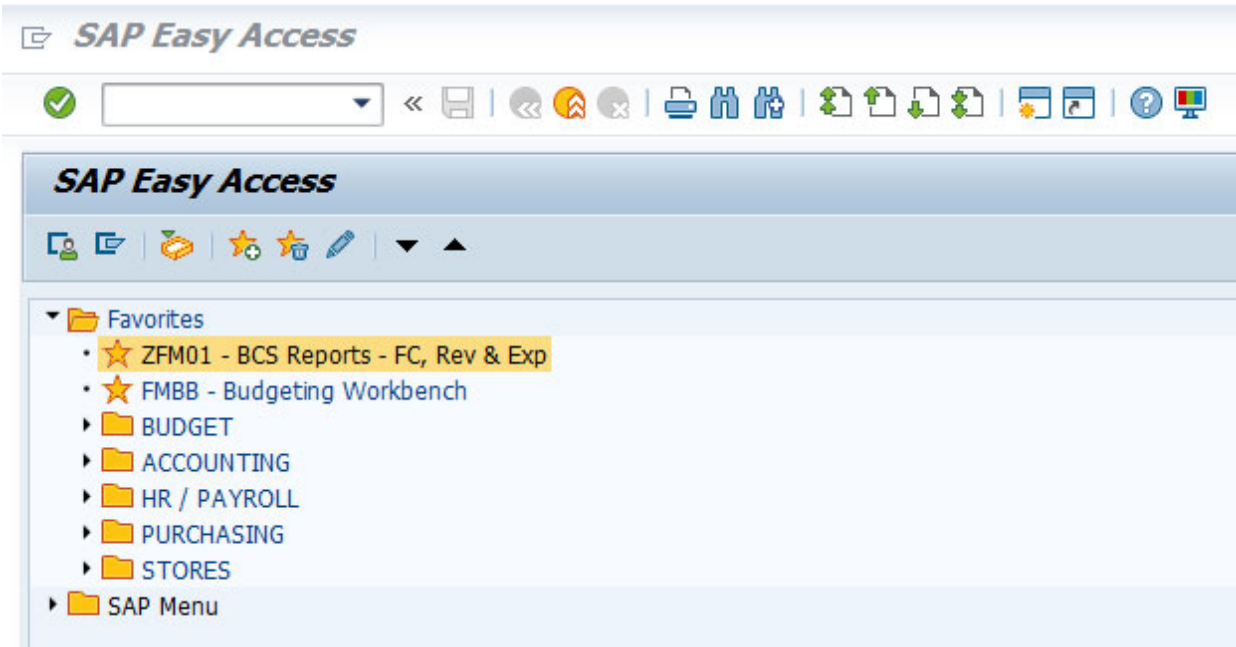 SAP Easy Access
SAP Easy Access
Favorites
ZFM01 - BCS Reports - FC, Rev & Exp
FMBB - Budgeting Workbench
BUDGET
ACCOUNTING
HR / PAYROLL
PURCHASING
STORES
SAP Menu